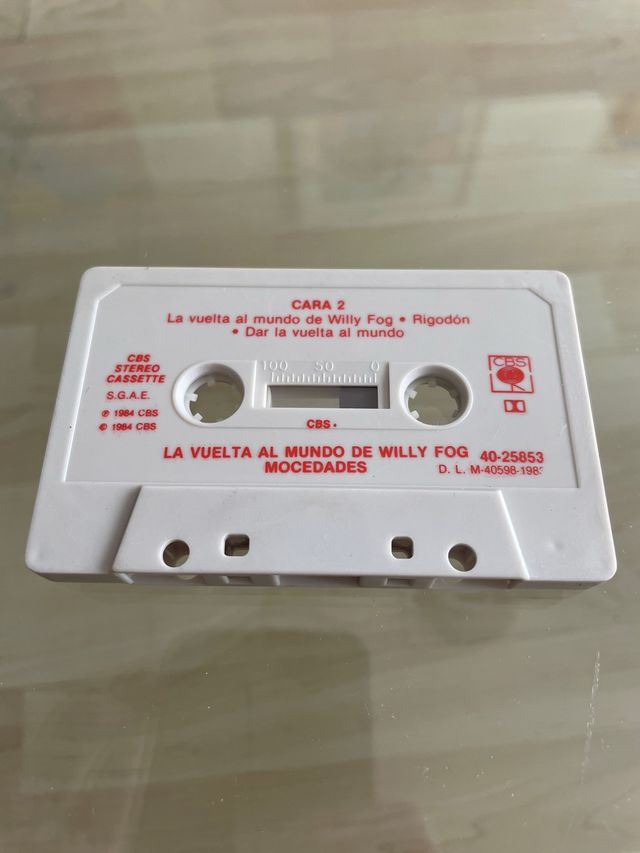 CARA 2
La vuelta al mundo de Willy Fog • Rigodón
• Dar la vuelta al mundo
CBS
STEREO
CASSETTE
S.G.A.E.
℗ 1984 CBS
© 1984 CBS
100 50 0
CBS •
CBS
LA VUELTA AL MUNDO DE WILLY FOG 40-25853
MOCEDADES D. L. M-40598-198